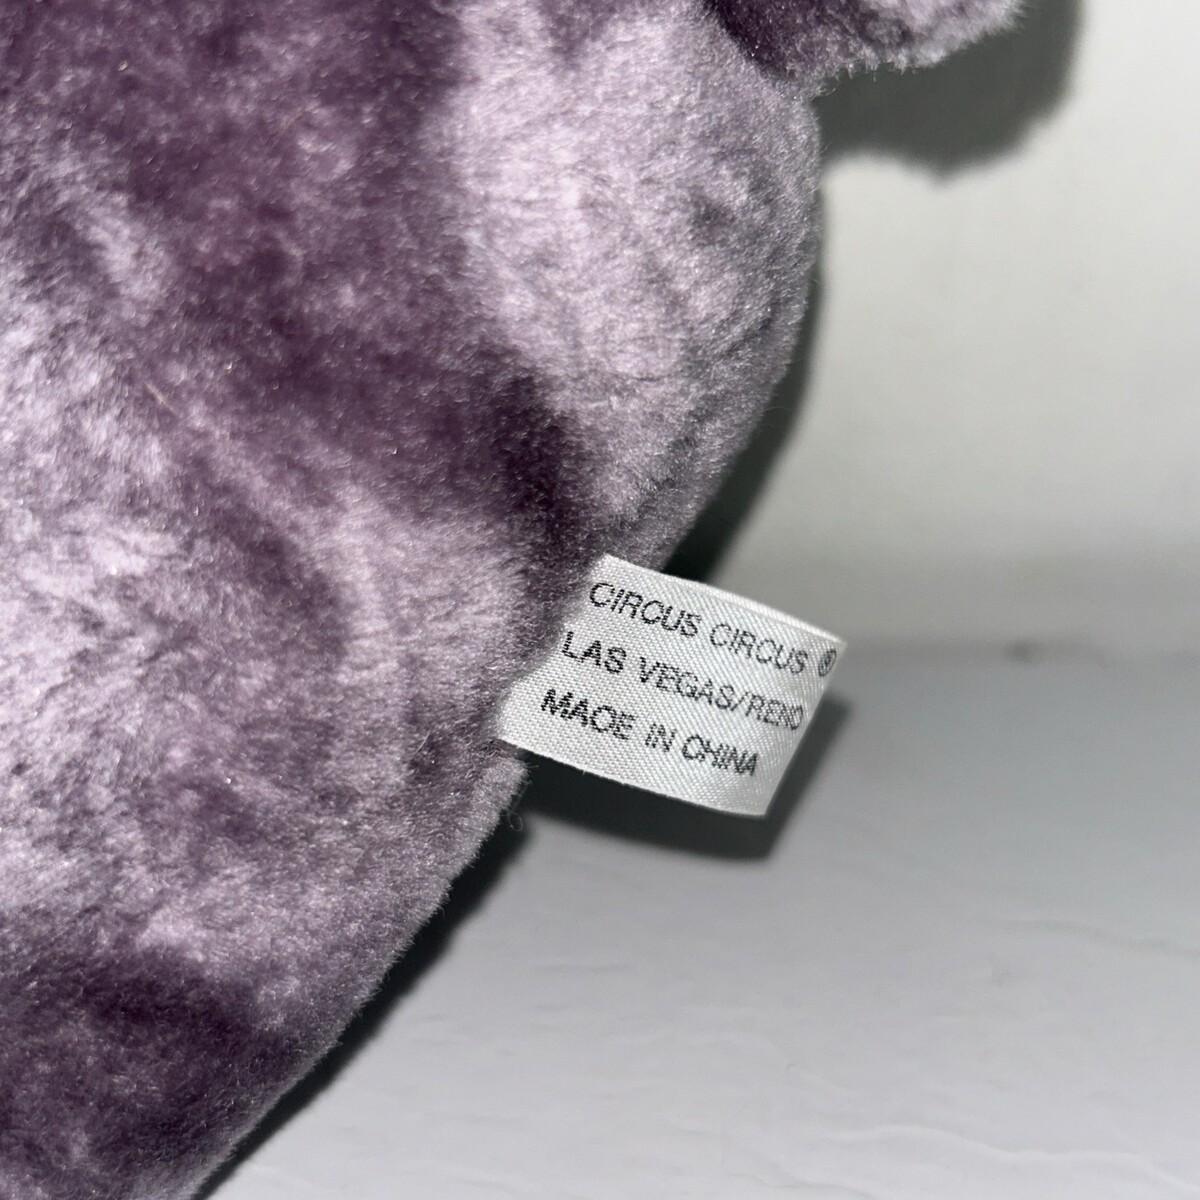 CIRCUS CIRCUS ®
LAS VEGAS/RENO
MADE IN CHINA